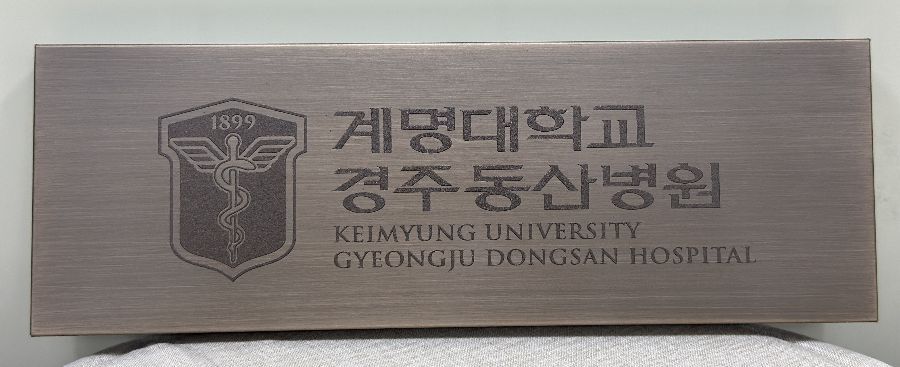 1899
계명대학교
경주동산병원
KEIMYUNG UNIVERSITY
GYEONGJU DONGSAN HOSPITAL